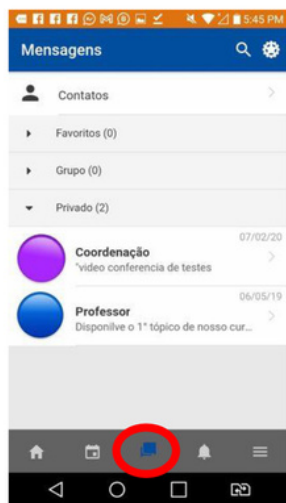 5:45 PM
Mensagens
Contatos
Favoritos (0)
Grupo (0)
Privado (2)
07/02/20
Coordenação
"video conferencia de testes
06/05/19
Professor
Disponilve o 1° tópico de nosso cur...